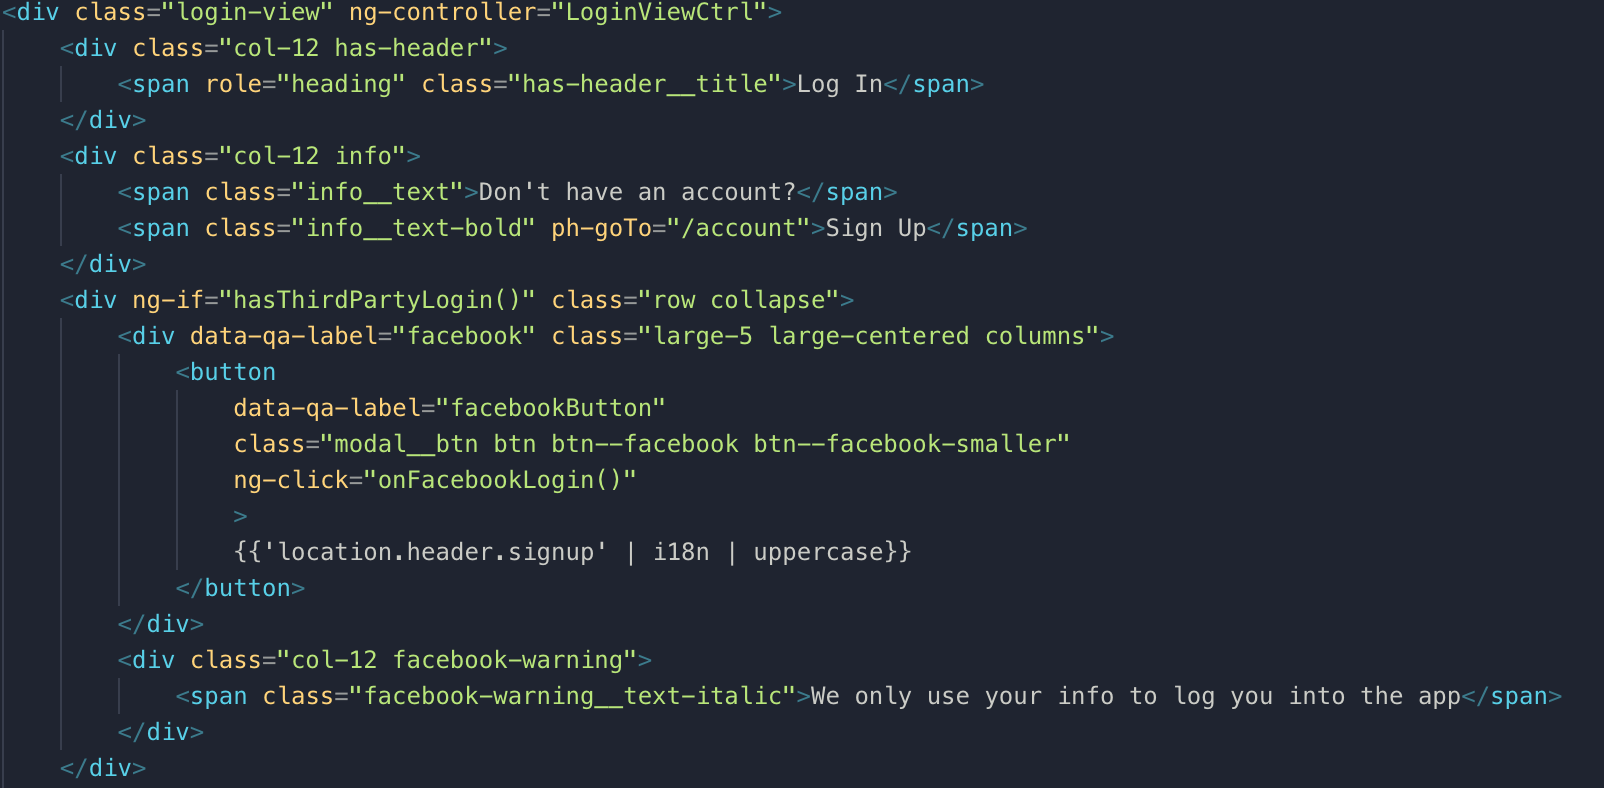 <div class="login-view" ng-controller="LoginViewCtrl">
    <div class="col-12 has-header">
        <span role="heading" class="has-header__title">Log In</span>
    </div>
    <div class="col-12 info">
        <span class="info__text">Don't have an account?</span>
        <span class="info__text-bold" ph-goTo="/account">Sign Up</span>
    </div>
    <div ng-if="hasThirdPartyLogin()" class="row collapse">
        <div data-qa-label="facebook" class="large-5 large-centered columns">
            <button
                data-qa-label="facebookButton"
                class="modal__btn btn btn--facebook btn--facebook-smaller"
                ng-click="onFacebookLogin()"
                >
                {{'location.header.signup' | i18n | uppercase}}
            </button>
        </div>
        <div class="col-12 facebook-warning">
            <span class="facebook-warning__text-italic">We only use your info to log you into the app</span>
        </div>
    </div>